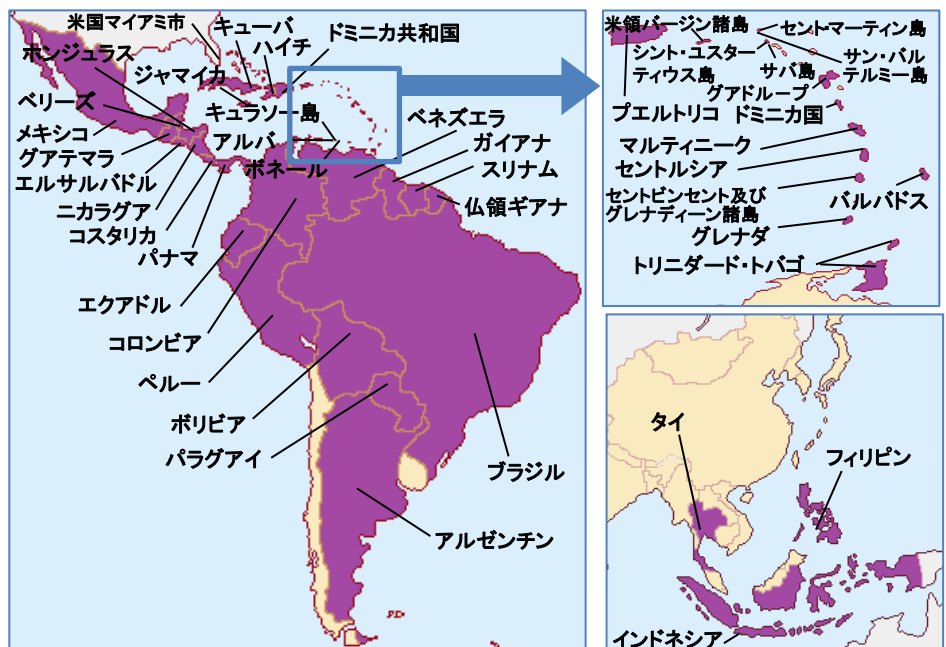 米国マイアミ市
キューバ
ハイチ
ドミニカ共和国
ホンジュラス
ジャマイカ
ベリーズ
キュラソー島
メキシコ
アルバ
ベネズエラ
グアテマラ
ボネール
ガイアナ
エルサルバドル
スリナム
ニカラグア
仏領ギアナ
コスタリカ
パナマ
エクアドル
コロンビア
ペルー
ボリビア
パラグアイ
ブラジル
アルゼンチン
米領バージン諸島
セントマーティン島
シント・ユスター
ティウス島
サバ島
サン・バル
テルミー島
グアドループ
プエルトリコ
ドミニカ国
マルティニーク
セントルシア
セントビンセント及び
グレナディーン諸島
バルバドス
グレナダ
トリニダード・トバゴ
タイ
フィリピン
インドネシア